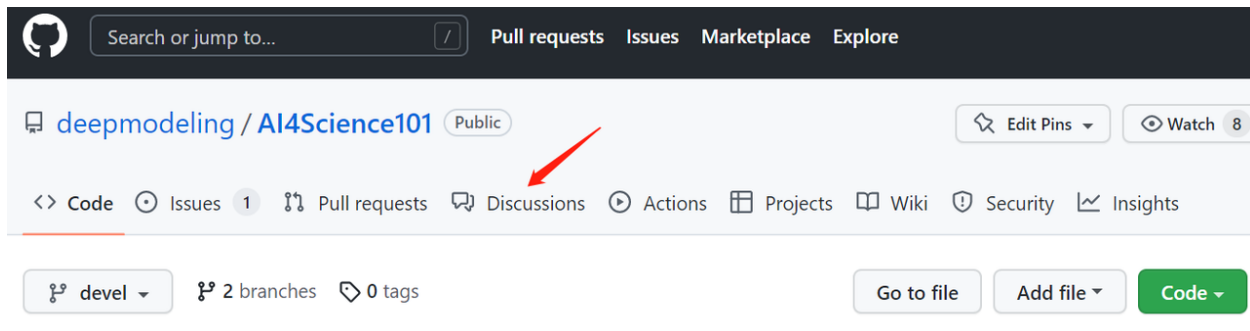 Search or jump to... / Pull requests Issues Marketplace Explore
deepmodeling / AI4Science101 Public Edit Pins Watch 8
Code Issues 1 Pull requests Discussions Actions Projects Wiki Security Insights
devel 2 branches 0 tags Go to file Add file Code